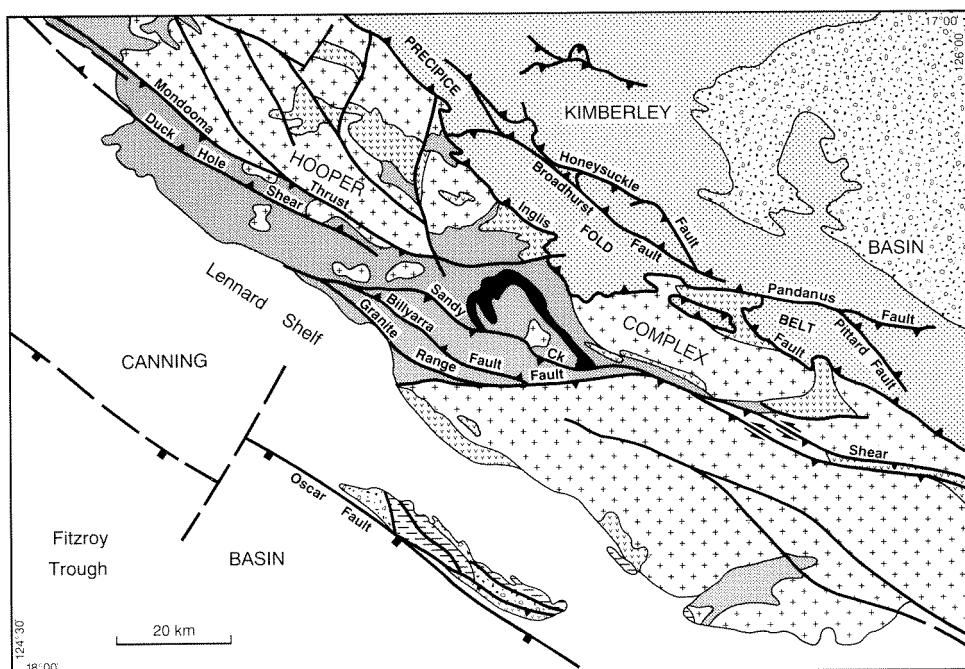 17°00'
126°00'
PRECIPICE
KIMBERLEY
Mondooma
Duck
Hole
Shear
HOOPER
Thrust
Honeysuckle
Broadhurst
Fault
FOLD
Fault
Inglis
BASIN
Lennard Shelf
Sandy
Billyarra
Granite
Range
Fault
Fault
Ck
Pandanus
Fault
BELT
Fault
Pittard
Fault
COMPLEX
CANNING
Shear
Oscar
Fault
Fitzroy
Trough
BASIN
20 km
124°30'
18°00'